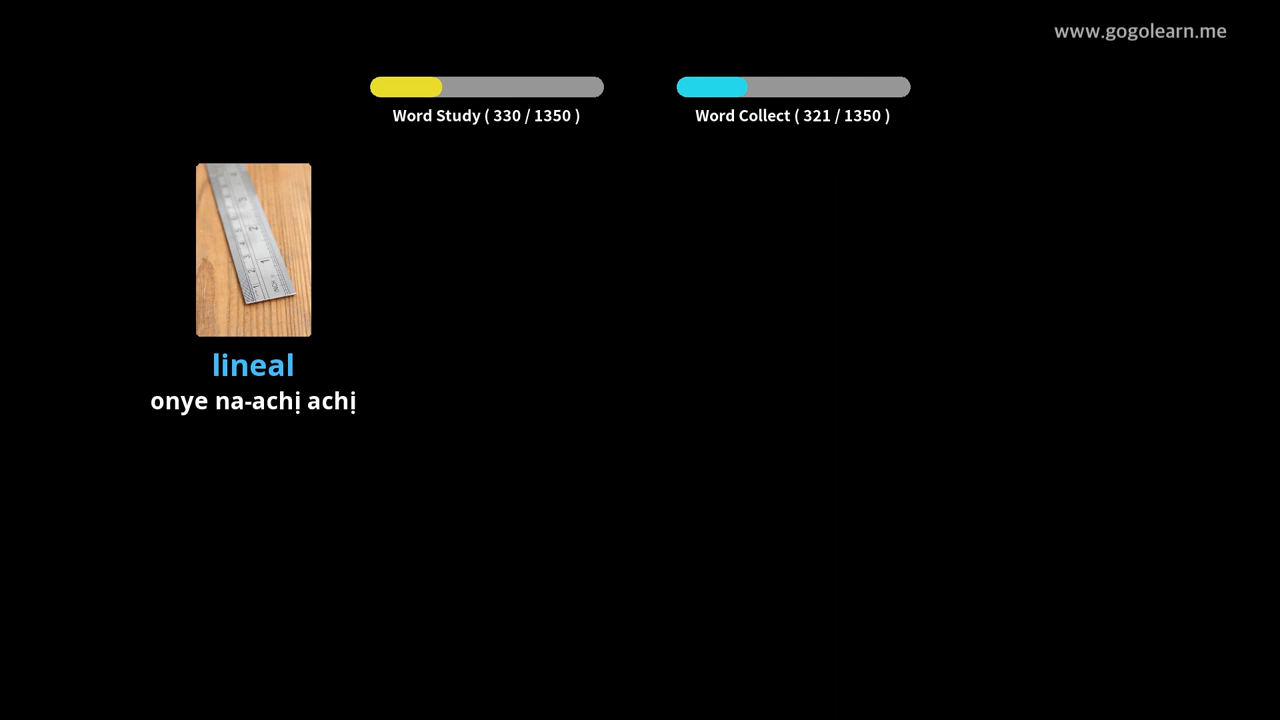 www.gogolearn.me
Word Study ( 330 / 1350 )
Word Collect ( 321 / 1350 )
lineal
onye na-achị achị